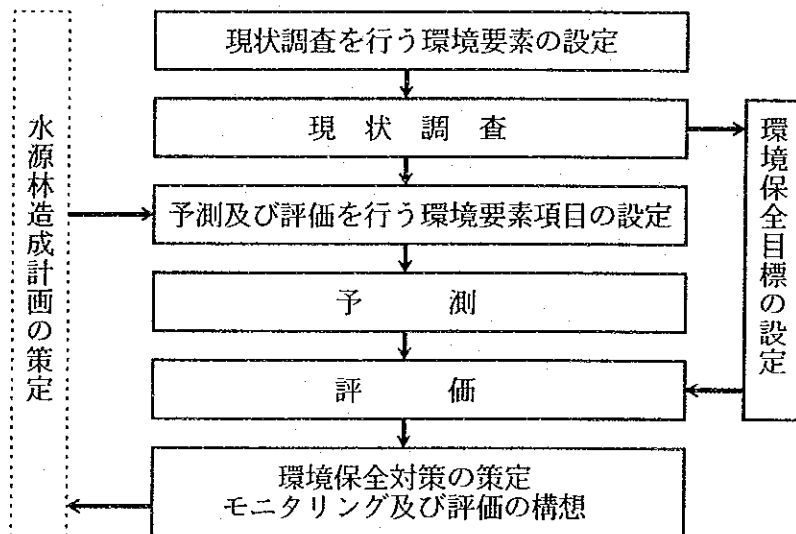 現状調査を行う環境要素の設定
現状調査
予測及び評価を行う環境要素項目の設定
予測
評価
環境保全対策の策定
モニタリング及び評価の構想
水源林造成計画の策定
環境保全目標の設定